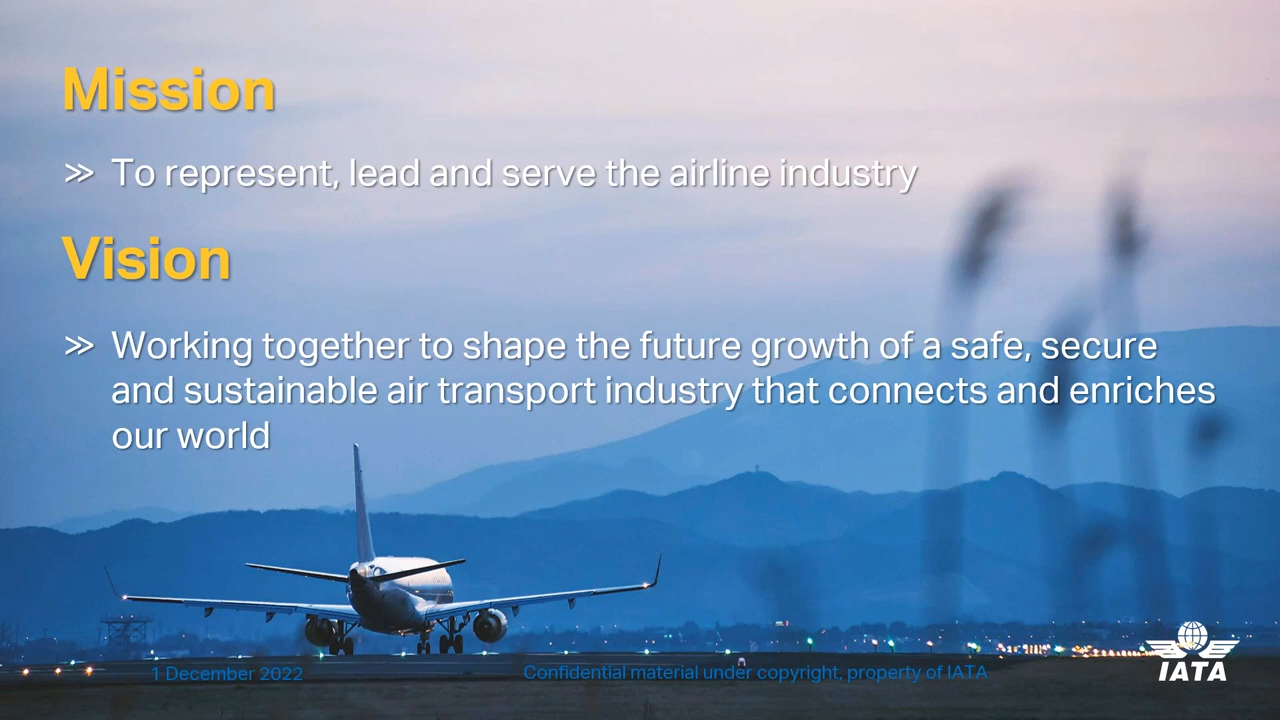 Mission
» To represent, lead and serve the airline industry
Vision
» Working together to shape the future growth of a safe, secure
and sustainable air transport industry that connects and enriches
our world
1 December 2022
Confidential material under copyright, property of IATA
IATA